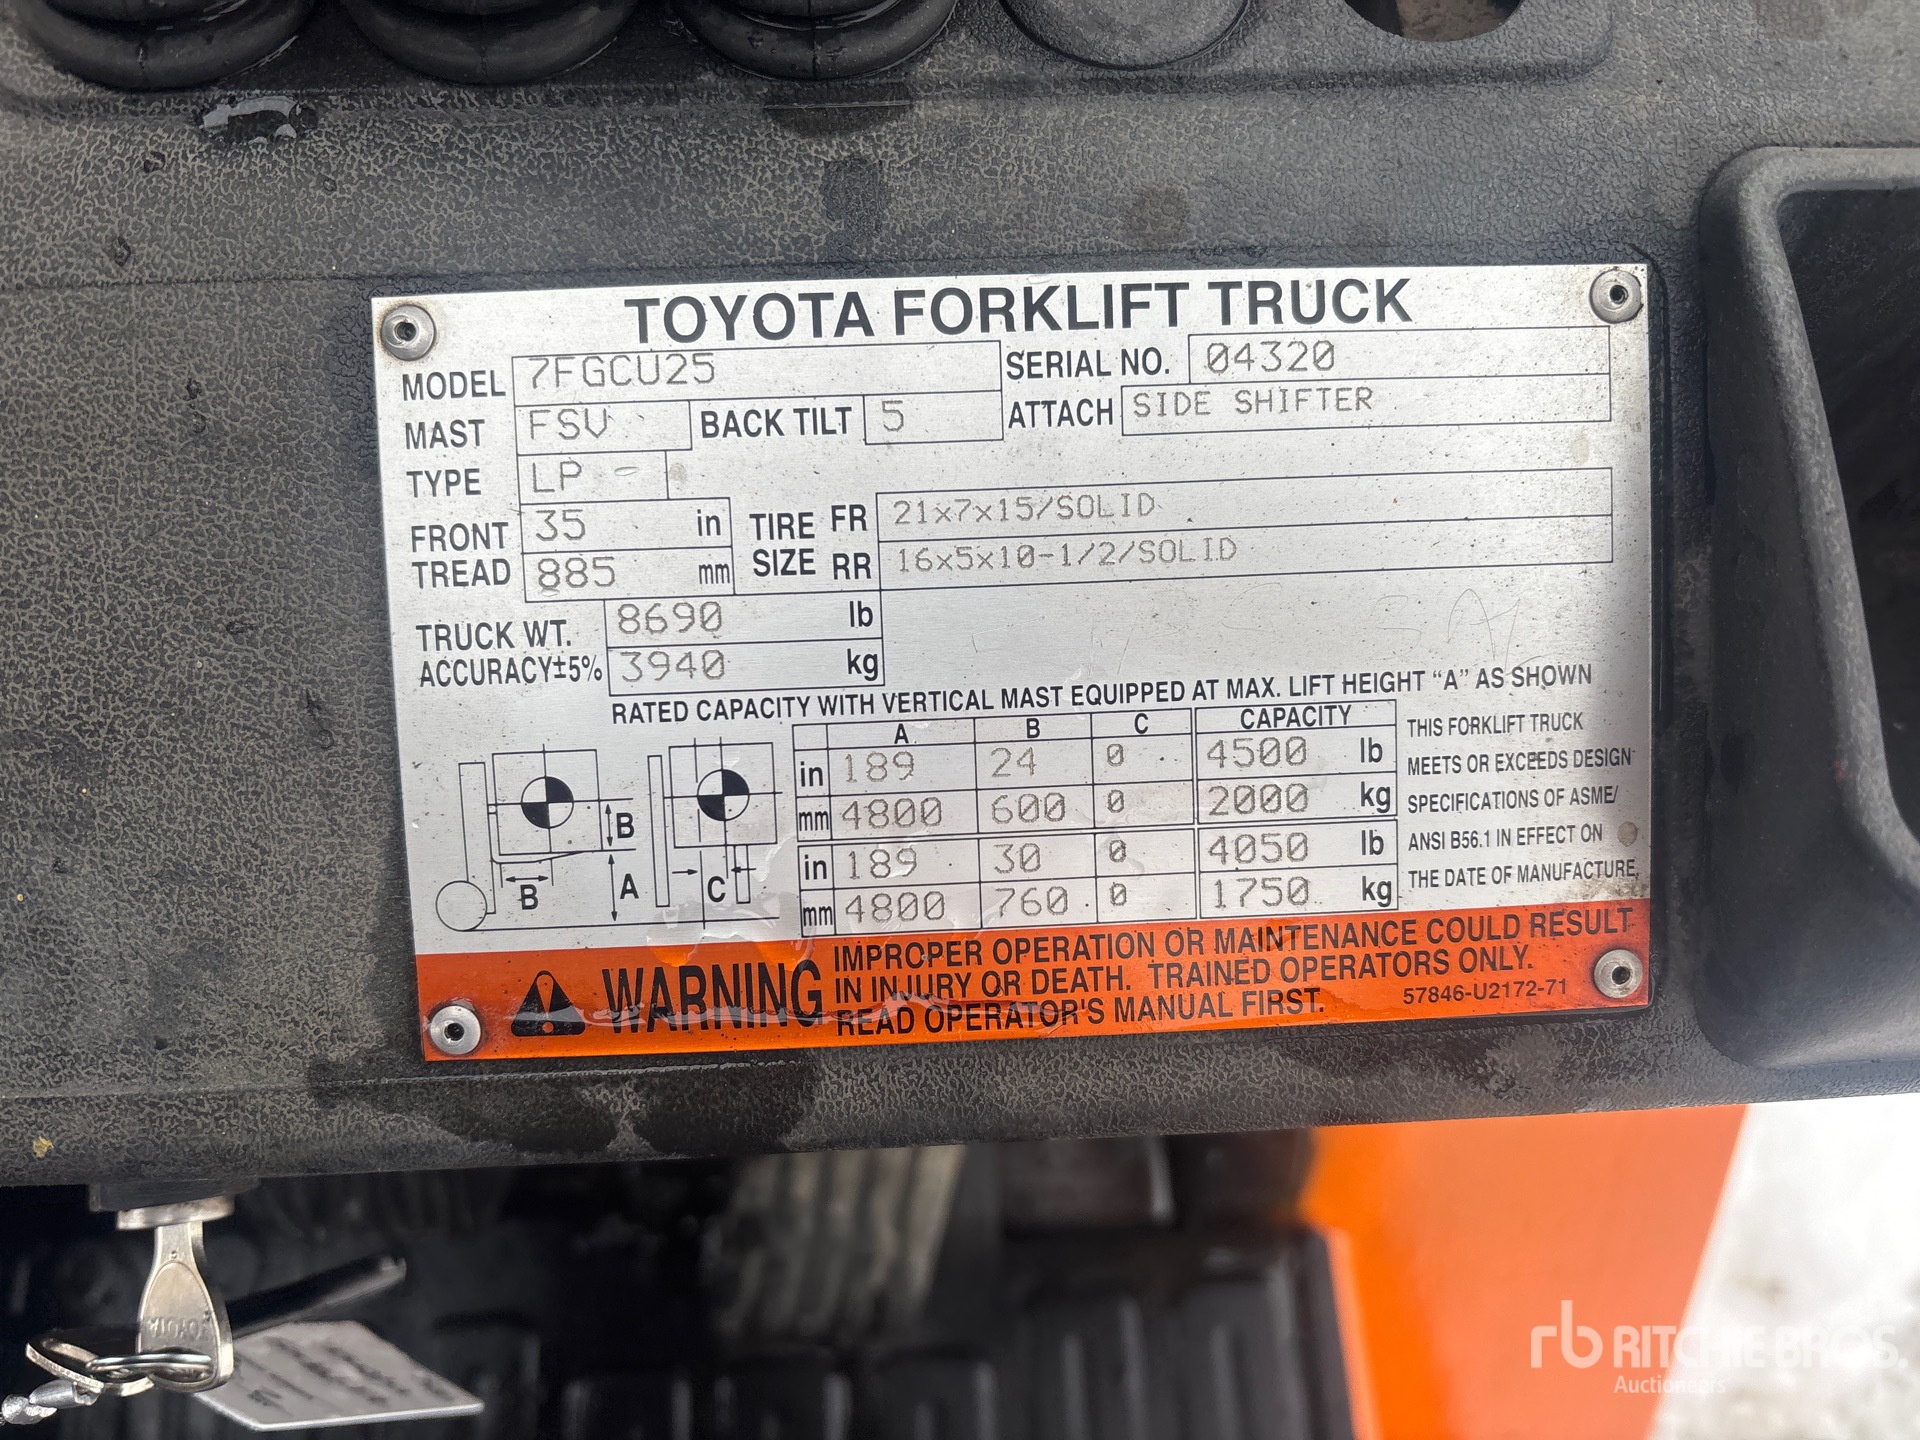 TOYOTA FORKLIFT TRUCK
MODEL 7FGCU25 SERIAL NO. 04320
MAST FSV BACK TILT 5 ATTACH SIDE SHIFTER
TYPE LP -
FRONT TREAD 35 in TIRE SIZE FR 21x7x15/SOLID
885 mm RR 16x5x10-1/2/SOLID
TRUCK WT. 8690 lb
ACCURACY±5% 3940 kg
RATED CAPACITY WITH VERTICAL MAST EQUIPPED AT MAX. LIFT HEIGHT "A" AS SHOWN
A B C CAPACITY
in 189 24 0 4500 lb
mm 4800 600 0 2000 kg
in 189 30 0 4050 lb
mm 4800 760 0 1750 kg
B B A C
THIS FORKLIFT TRUCK
MEETS OR EXCEEDS DESIGN
SPECIFICATIONS OF ASME/
ANSI B56.1 IN EFFECT ON
THE DATE OF MANUFACTURE.
WARNING
IMPROPER OPERATION OR MAINTENANCE COULD RESULT
IN INJURY OR DEATH. TRAINED OPERATORS ONLY.
READ OPERATOR'S MANUAL FIRST. 57846-U2172-71
TOYOTA
rb RITCHIE BROS.
Auctioneers